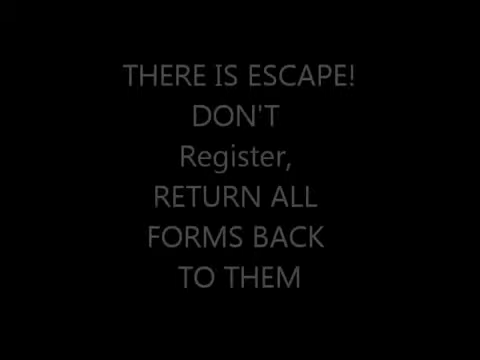 THERE IS ESCAPE!
DON'T
Register,
RETURN ALL
FORMS BACK
TO THEM